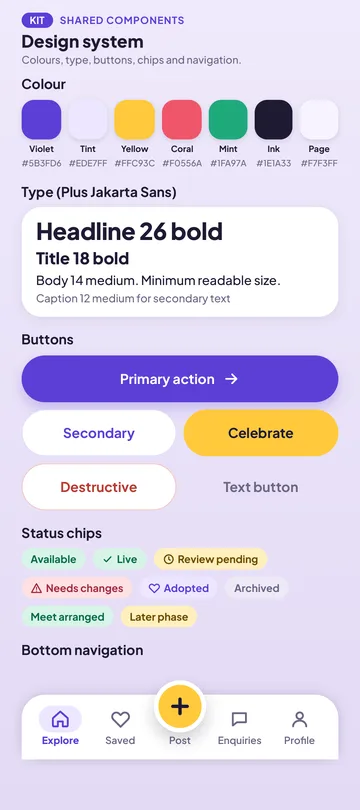 KIT SHARED COMPONENTS
Design system
Colours, type, buttons, chips and navigation.
Colour
Violet Tint Yellow Coral Mint Ink Page
#5B3FD6 #EDE7FF #FFC93C #F0556A #1FA97A #1E1A33 #F7F3FF
Type (Plus Jakarta Sans)
Headline 26 bold
Title 18 bold
Body 14 medium. Minimum readable size.
Caption 12 medium for secondary text
Buttons
Primary action →
Secondary Celebrate
Destructive Text button
Status chips
Available Live Review pending
Needs changes Adopted Archived
Meet arranged Later phase
Bottom navigation
Explore Saved Post Enquiries Profile